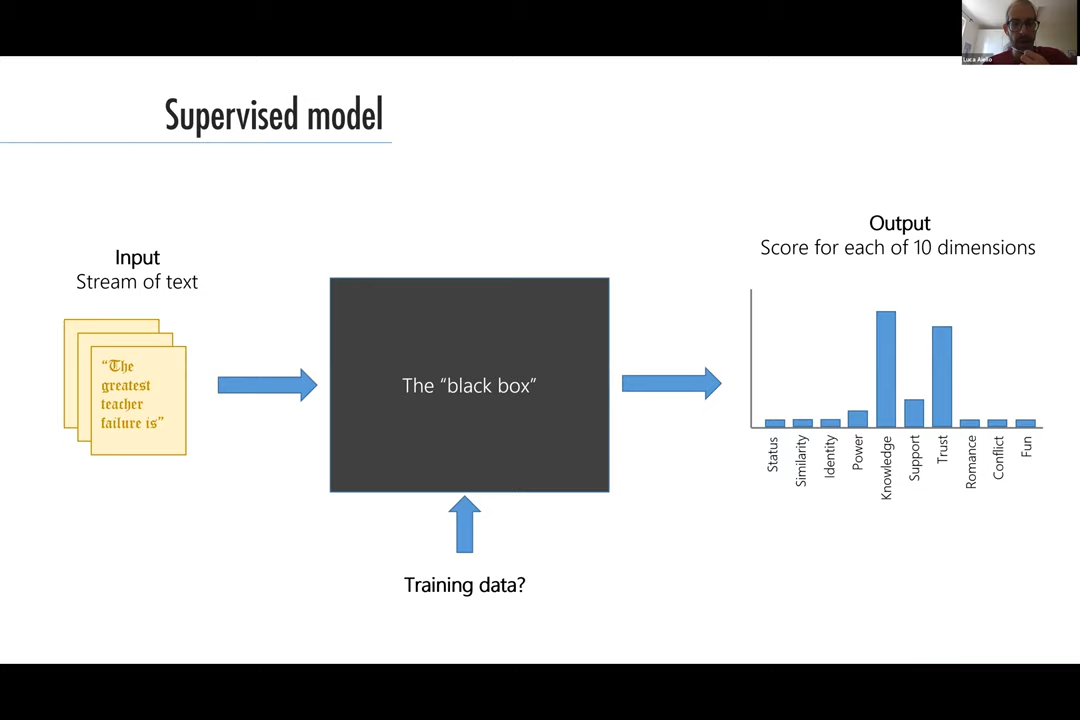 Luca Aiello
Supervised model
Input
Stream of text
“The
greatest
teacher
failure is”
The “black box”
Training data?
Output
Score for each of 10 dimensions
Status
Similarity
Identity
Power
Knowledge
Support
Trust
Romance
Conflict
Fun